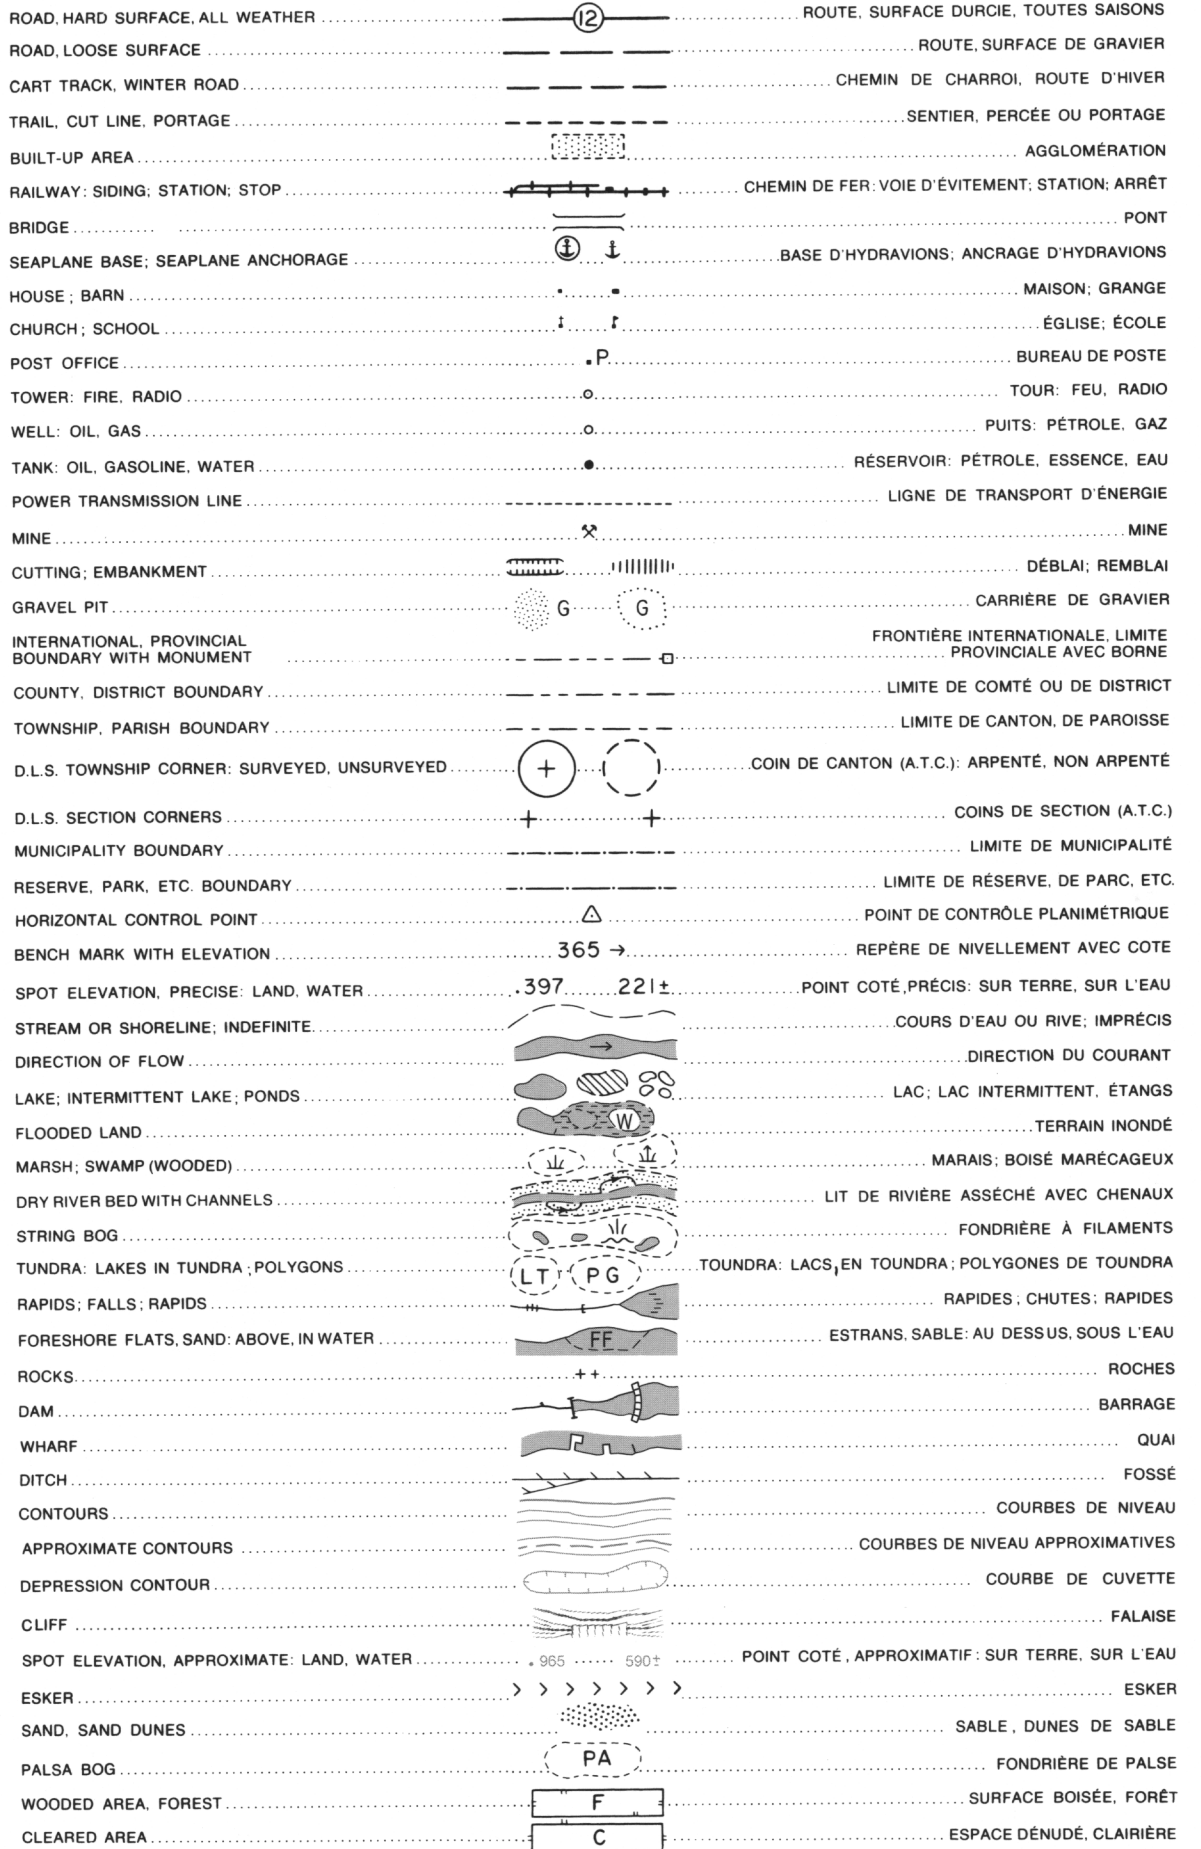 ROAD, HARD SURFACE, ALL WEATHER 12 ROUTE, SURFACE DURCIE, TOUTES SAISONS
ROAD, LOOSE SURFACE ROUTE, SURFACE DE GRAVIER
CART TRACK, WINTER ROAD CHEMIN DE CHARROI, ROUTE D'HIVER
TRAIL, CUT LINE, PORTAGE SENTIER, PERCÉE OU PORTAGE
BUILT-UP AREA AGGLOMÉRATION
RAILWAY: SIDING; STATION; STOP CHEMIN DE FER: VOIE D'ÉVITEMENT; STATION; ARRÊT
BRIDGE PONT
SEAPLANE BASE; SEAPLANE ANCHORAGE BASE D'HYDRAVIONS; ANCRAGE D'HYDRAVIONS
HOUSE; BARN MAISON; GRANGE
CHURCH; SCHOOL ÉGLISE; ÉCOLE
POST OFFICE P BUREAU DE POSTE
TOWER: FIRE, RADIO TOUR: FEU, RADIO
WELL: OIL, GAS PUITS: PÉTROLE, GAZ
TANK: OIL, GASOLINE, WATER RÉSERVOIR: PÉTROLE, ESSENCE, EAU
POWER TRANSMISSION LINE LIGNE DE TRANSPORT D'ÉNERGIE
MINE MINE
CUTTING; EMBANKMENT DÉBLAI; REMBLAI
GRAVEL PIT G G CARRIÈRE DE GRAVIER
INTERNATIONAL, PROVINCIAL FRONTIÈRE INTERNATIONALE, LIMITE
BOUNDARY WITH MONUMENT PROVINCIALE AVEC BORNE
COUNTY, DISTRICT BOUNDARY LIMITE DE COMTÉ OU DE DISTRICT
TOWNSHIP, PARISH BOUNDARY LIMITE DE CANTON, DE PAROISSE
D.L.S. TOWNSHIP CORNER: SURVEYED, UNSURVEYED COIN DE CANTON (A.T.C.): ARPENTÉ, NON ARPENTÉ
D.L.S. SECTION CORNERS COINS DE SECTION (A.T.C.)
MUNICIPALITY BOUNDARY LIMITE DE MUNICIPALITÉ
RESERVE, PARK, ETC. BOUNDARY LIMITE DE RÉSERVE, DE PARC, ETC.
HORIZONTAL CONTROL POINT POINT DE CONTRÔLE PLANIMÉTRIQUE
BENCH MARK WITH ELEVATION 365 → REPÈRE DE NIVELLEMENT AVEC COTE
SPOT ELEVATION, PRECISE: LAND, WATER .397 221± POINT COTÉ, PRÉCIS: SUR TERRE, SUR L'EAU
STREAM OR SHORELINE; INDEFINITE COURS D'EAU OU RIVE; IMPRÉCIS
DIRECTION OF FLOW → DIRECTION DU COURANT
LAKE; INTERMITTENT LAKE; PONDS LAC; LAC INTERMITTENT, ÉTANGS
FLOODED LAND W TERRAIN INONDÉ
MARSH; SWAMP (WOODED) MARAIS; BOISÉ MARÉCAGEUX
DRY RIVER BED WITH CHANNELS LIT DE RIVIÈRE ASSÉCHÉ AVEC CHENAUX
STRING BOG FONDRIÈRE À FILAMENTS
TUNDRA: LAKES IN TUNDRA; POLYGONS LT PG TOUNDRA: LACS, EN TOUNDRA; POLYGONES DE TOUNDRA
RAPIDS; FALLS; RAPIDS RAPIDES; CHUTES; RAPIDES
FORESHORE FLATS, SAND: ABOVE, IN WATER FF ESTRANS, SABLE: AU DESSUS, SOUS L'EAU
ROCKS ++ ROCHES
DAM BARRAGE
WHARF QUAI
DITCH FOSSÉ
CONTOURS COURBES DE NIVEAU
APPROXIMATE CONTOURS COURBES DE NIVEAU APPROXIMATIVES
DEPRESSION CONTOUR COURBE DE CUVETTE
CLIFF FALAISE
SPOT ELEVATION, APPROXIMATE: LAND, WATER .965 590± POINT COTÉ, APPROXIMATIF: SUR TERRE, SUR L'EAU
ESKER ESKER
SAND, SAND DUNES SABLE, DUNES DE SABLE
PALSA BOG PA FONDRIÈRE DE PALSE
WOODED AREA, FOREST F SURFACE BOISÉE, FORÊT
CLEARED AREA C ESPACE DÉNUDÉ, CLAIRIÈRE